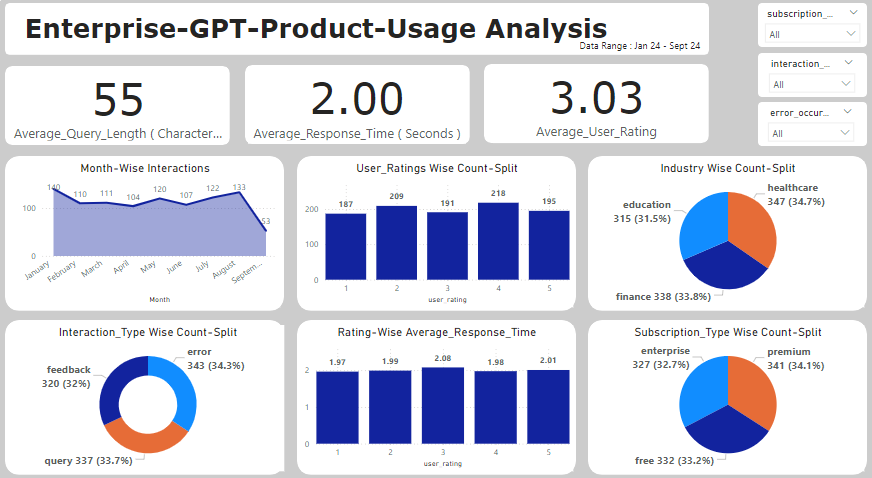 Enterprise-GPT-Product-Usage Analysis
Data Range : Jan 24 - Sept 24
subscription_...
All
interaction_...
All
error_occur...
All
55
Average_Query_Length ( Character...
2.00
Average_Response_Time ( Seconds )
3.03
Average_User_Rating
Month-Wise Interactions
140
110
111
104
120
107
122
133
53
100
0
January
February
March
April
May
June
July
August
Septem...
Month
User_Ratings Wise Count-Split
187
209
191
218
195
200
100
0
1
2
3
4
5
user_rating
Industry Wise Count-Split
healthcare
347 (34.7%)
education
315 (31.5%)
finance 338 (33.8%)
Interaction_Type Wise Count-Split
error
343 (34.3%)
feedback
320 (32%)
query 337 (33.7%)
Rating-Wise Average_Response_Time
1.97
1.99
2.08
1.98
2.01
2
1
0
1
2
3
4
5
user_rating
Subscription_Type Wise Count-Split
enterprise
327 (32.7%)
premium
341 (34.1%)
free 332 (33.2%)